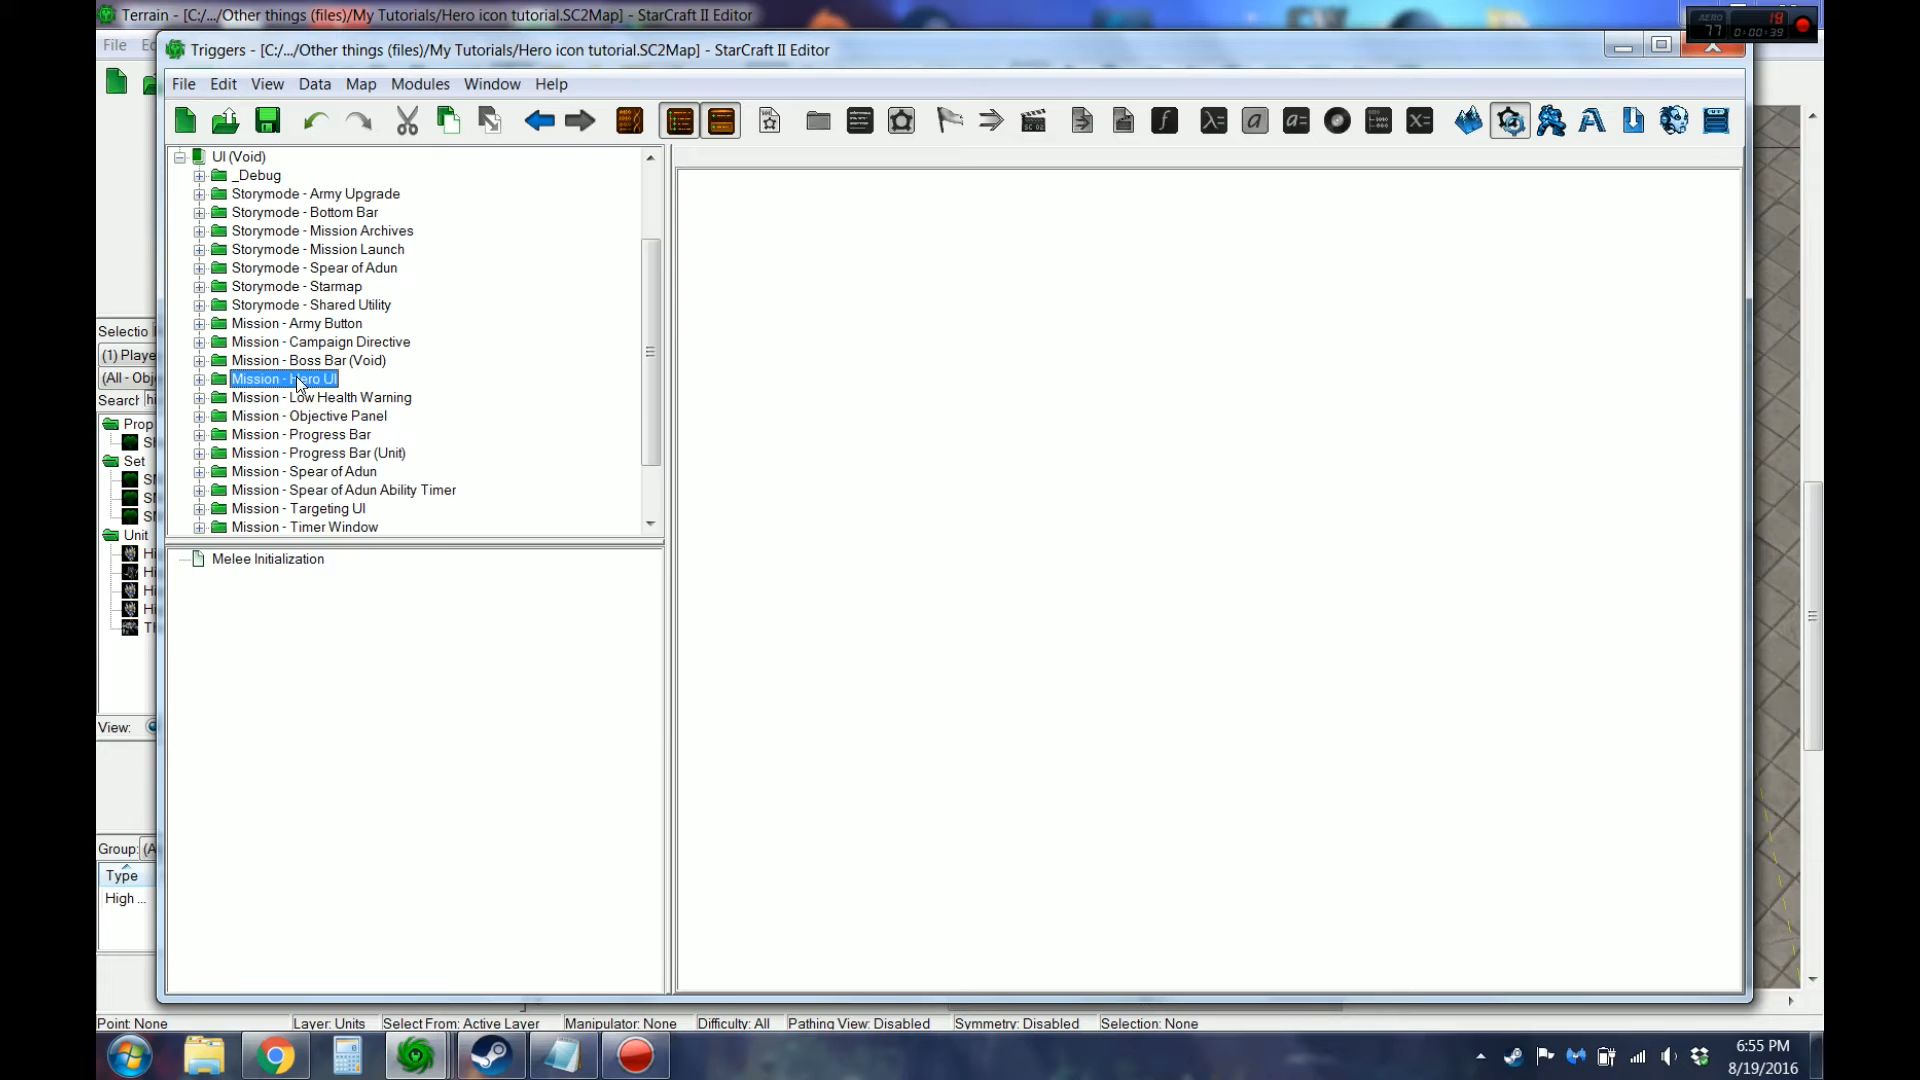 Terrain - [C:/.../Other things (files)/My Tutorials/Hero icon tutorial.SC2Map] - StarCraft II Editor
AERO
77
19
0:00:39
File
Triggers - [C:/.../Other things (files)/My Tutorials/Hero icon tutorial.SC2Map] - StarCraft II Editor
File Edit View Data Map Modules Window Help
UI (Void)
_Debug
Storymode - Army Upgrade
Storymode - Bottom Bar
Storymode - Mission Archives
Storymode - Mission Launch
Storymode - Spear of Adun
Storymode - Starmap
Storymode - Shared Utility
Mission - Army Button
Mission - Campaign Directive
Mission - Boss Bar (Void)
Mission - Hero UI
Mission - Low Health Warning
Mission - Objective Panel
Mission - Progress Bar
Mission - Progress Bar (Unit)
Mission - Spear of Adun
Mission - Spear of Adun Ability Timer
Mission - Targeting UI
Mission - Timer Window
Melee Initialization
Selectio
(1) Playe
(All - Obj
Search
Prop
Set
Unit
View:
Group: (A
Type
High ...
Point: None
Layer: Units
Select From: Active Layer
Manipulator: None
Difficulty: All
Pathing View: Disabled
Symmetry: Disabled
Selection: None
6:55 PM
8/19/2016